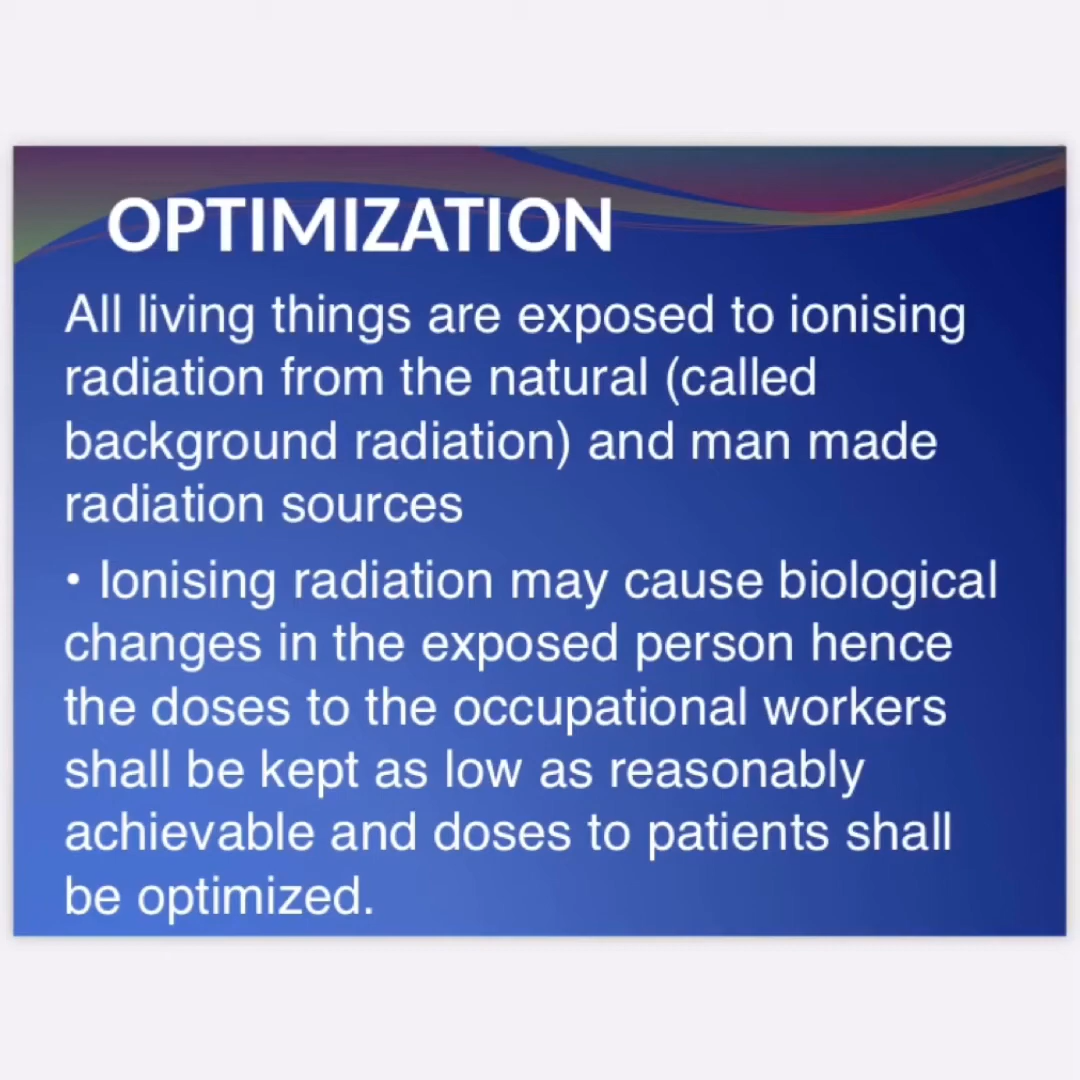 OPTIMIZATION
All living things are exposed to ionising
radiation from the natural (called
background radiation) and man made
radiation sources
• Ionising radiation may cause biological
changes in the exposed person hence
the doses to the occupational workers
shall be kept as low as reasonably
achievable and doses to patients shall
be optimized.